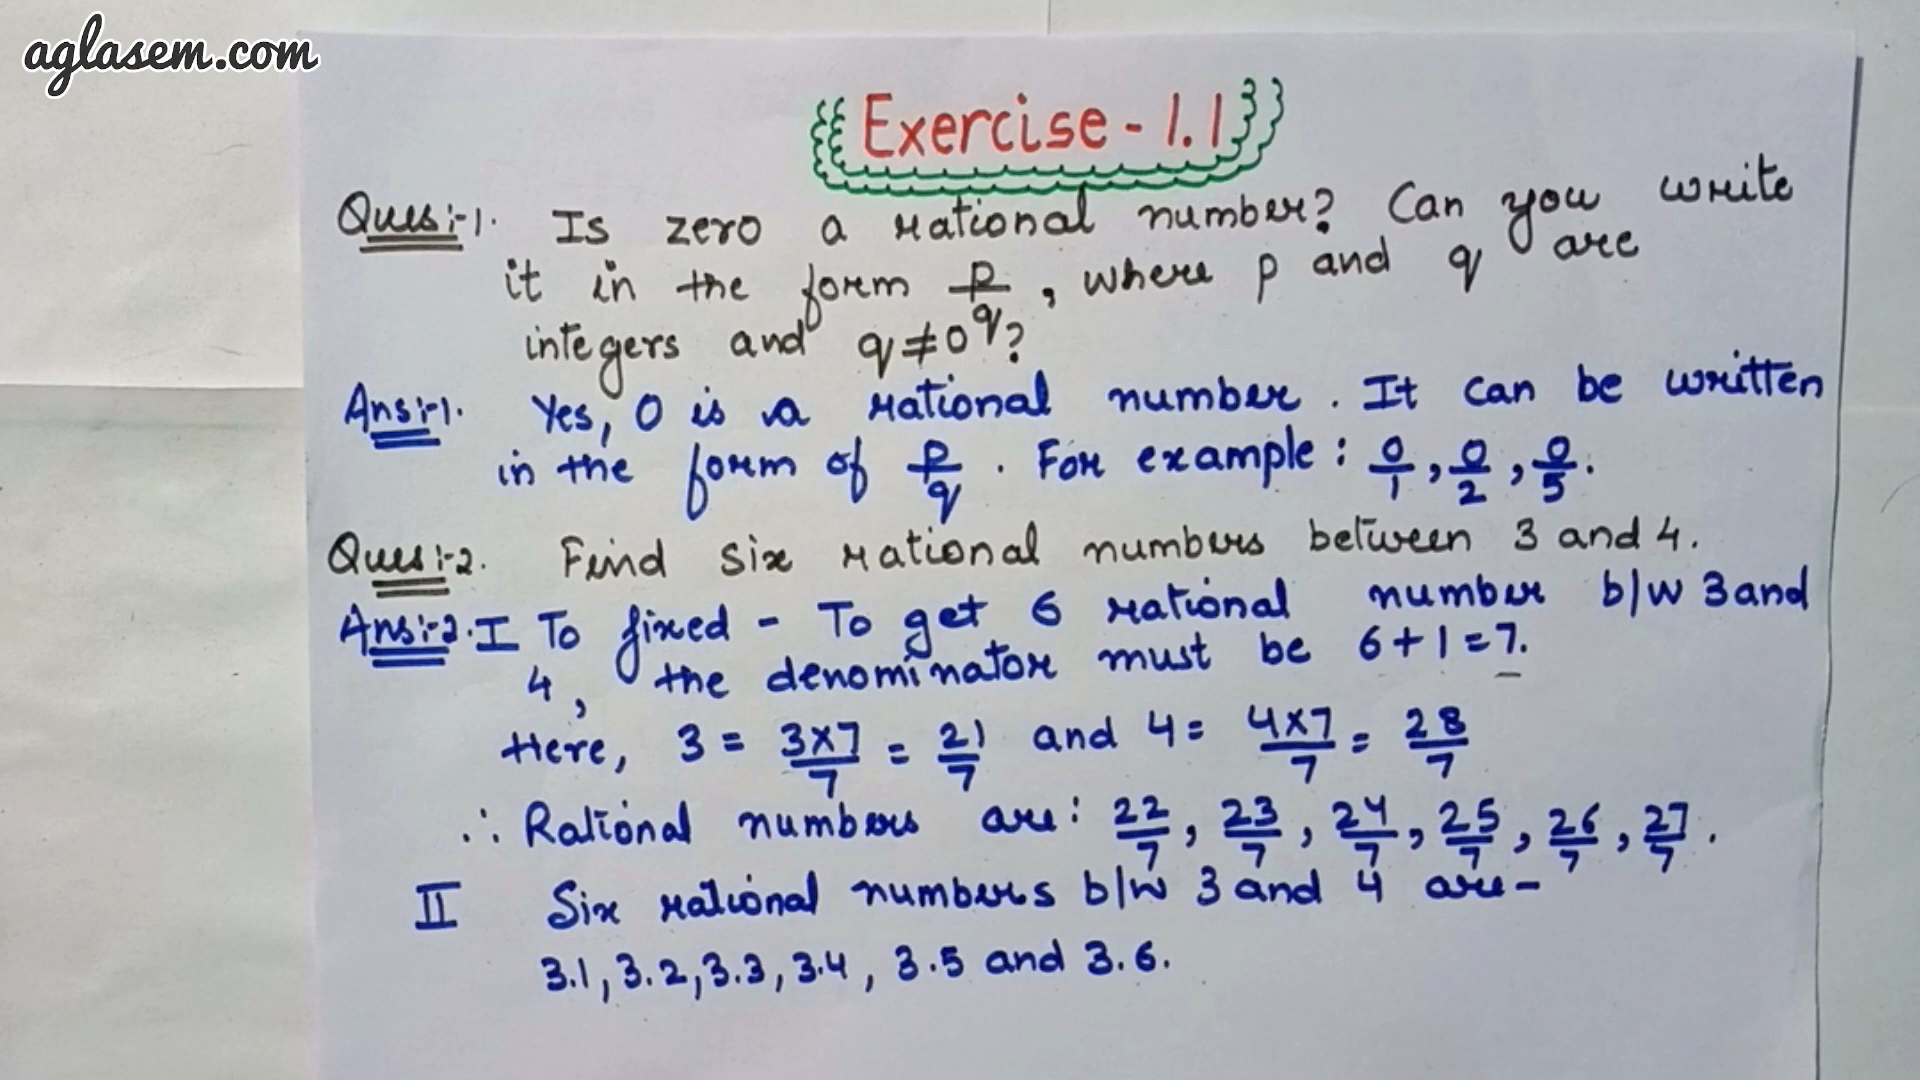 aglasem.com
Exercise - 1.1
Ques:-1. Is zero a rational number? Can you write
it in the form p/q, where p and q are
integers and q≠0?
Ans:-1. Yes, 0 is a rational number. It can be written
in the form of p/q. For example: 0/1, 0/2, 0/5.
Ques:-2. Find six rational numbers between 3 and 4.
Ans:-2. I To fixed - To get 6 rational number b/w 3 and
4, the denominator must be 6+1=7.
Here, 3 = 3×7/7 = 21/7 and 4 = 4×7/7 = 28/7
∴ Rational numbers are: 22/7, 23/7, 24/7, 25/7, 26/7, 27/7.
II Six rational numbers b/w 3 and 4 are-
3.1, 3.2, 3.3, 3.4, 3.5 and 3.6.